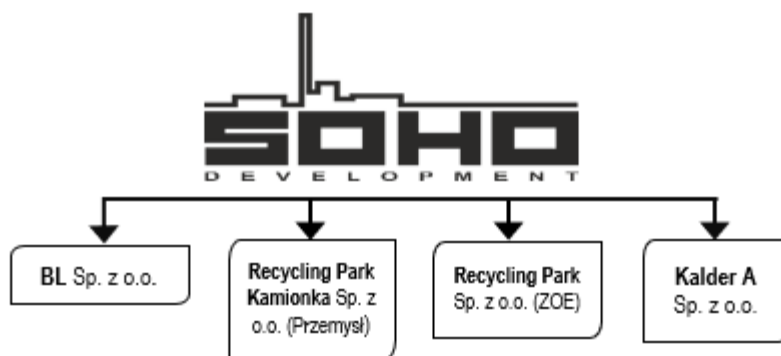 SOHO
DEVELOPMENT
BL Sp. z o.o.
Recycling Park
Kamionka Sp. z
o.o. (Przemysł)
Recycling Park
Sp. z o.o. (ZOE)
Kalder A
Sp. z o.o.